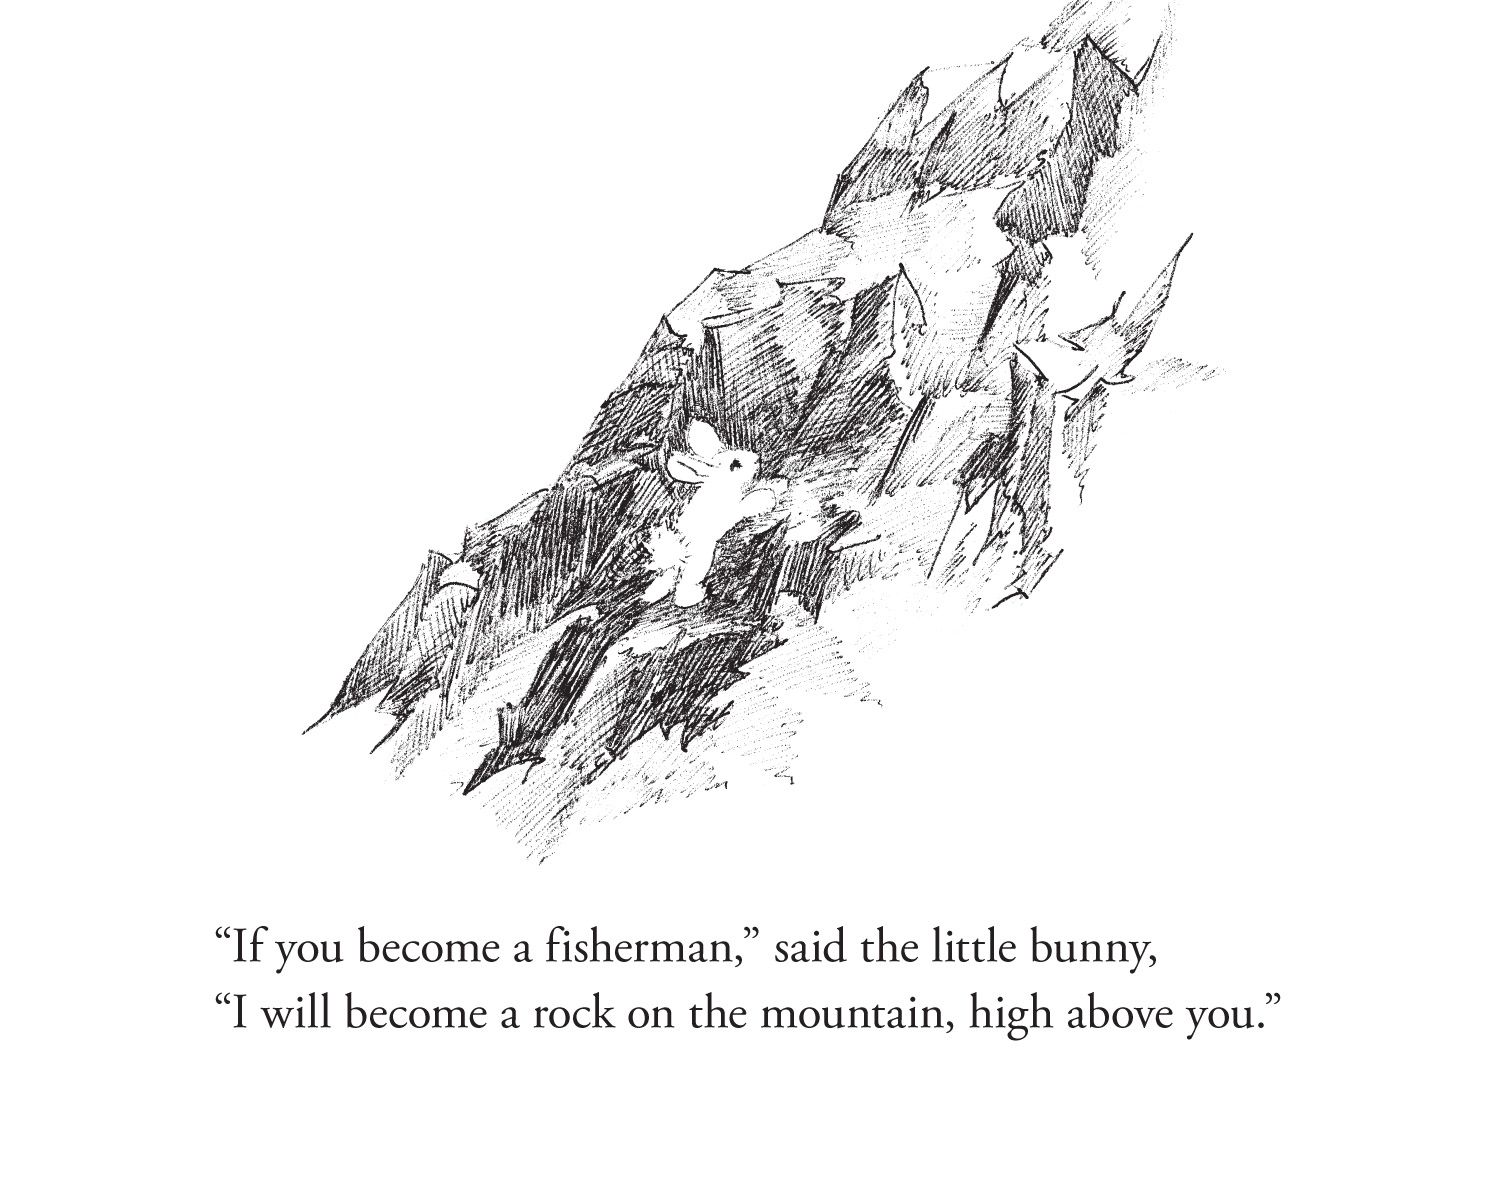 “If you become a fisherman,” said the little bunny,
“I will become a rock on the mountain, high above you.”